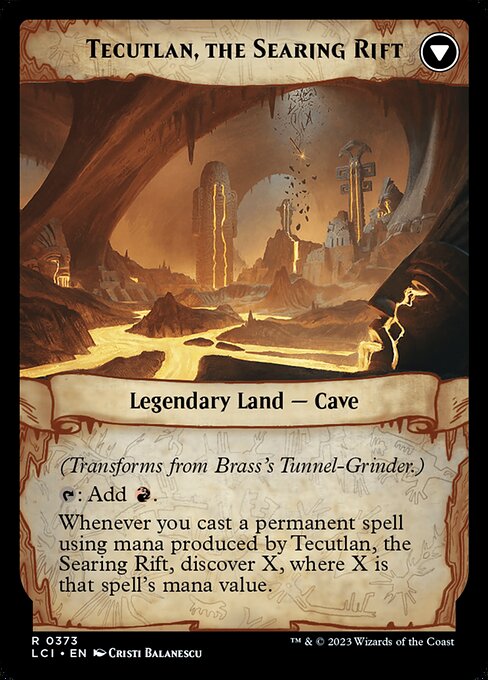 Tecutlan, the Searing Rift
Legendary Land — Cave
(Transforms from Brass's Tunnel-Grinder.)
: Add .
Whenever you cast a permanent spell
using mana produced by Tecutlan, the
Searing Rift, discover X, where X is
that spell's mana value.
R 0373
LCI • EN Cristi Balanescu
™ & © 2023 Wizards of the Coast